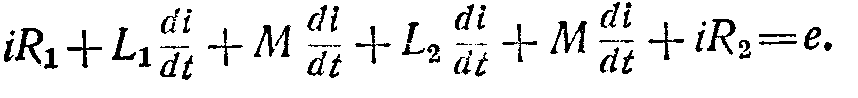 iR₁ + L₁ di/dt + M di/dt + L₂ di/dt + M di/dt + iR₂ = e.